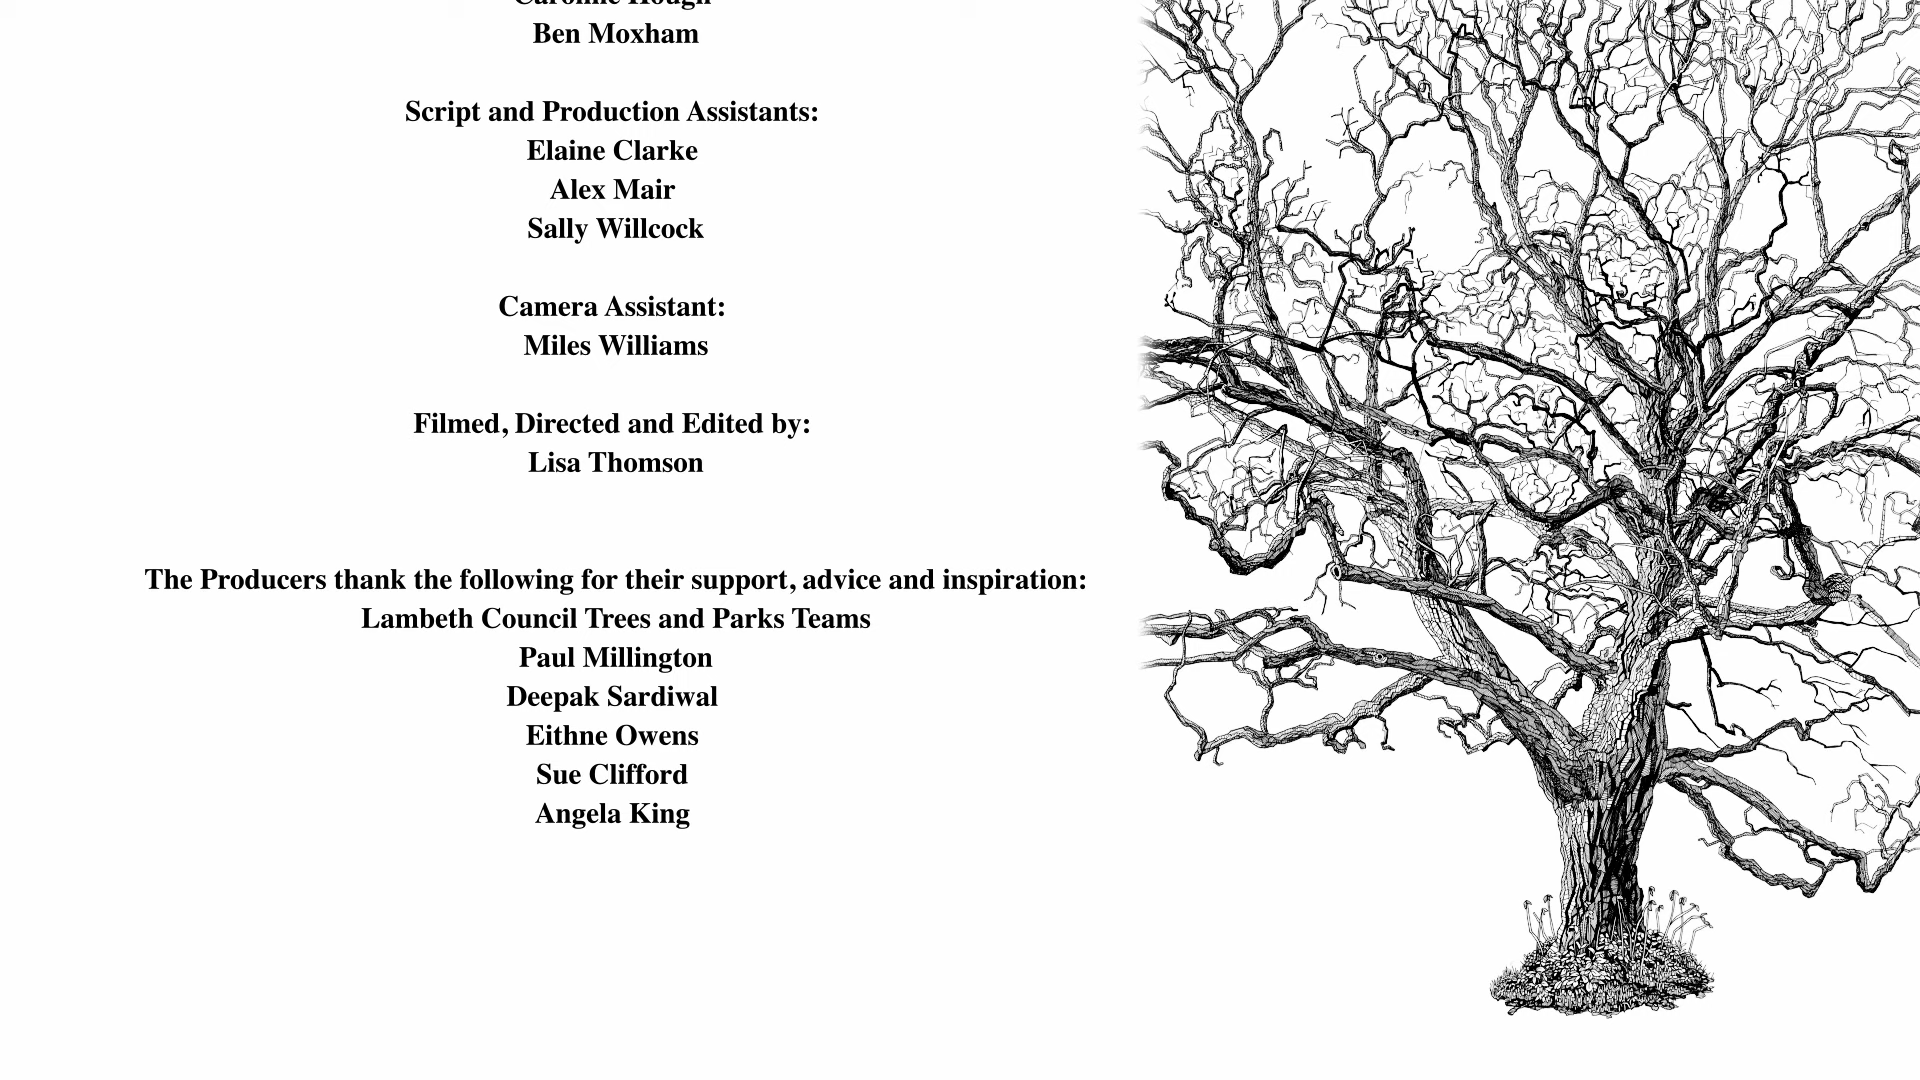 Caroline Hough
Ben Moxham
Script and Production Assistants:
Elaine Clarke
Alex Mair
Sally Willcock
Camera Assistant:
Miles Williams
Filmed, Directed and Edited by:
Lisa Thomson
The Producers thank the following for their support, advice and inspiration:
Lambeth Council Trees and Parks Teams
Paul Millington
Deepak Sardiwal
Eithne Owens
Sue Clifford
Angela King